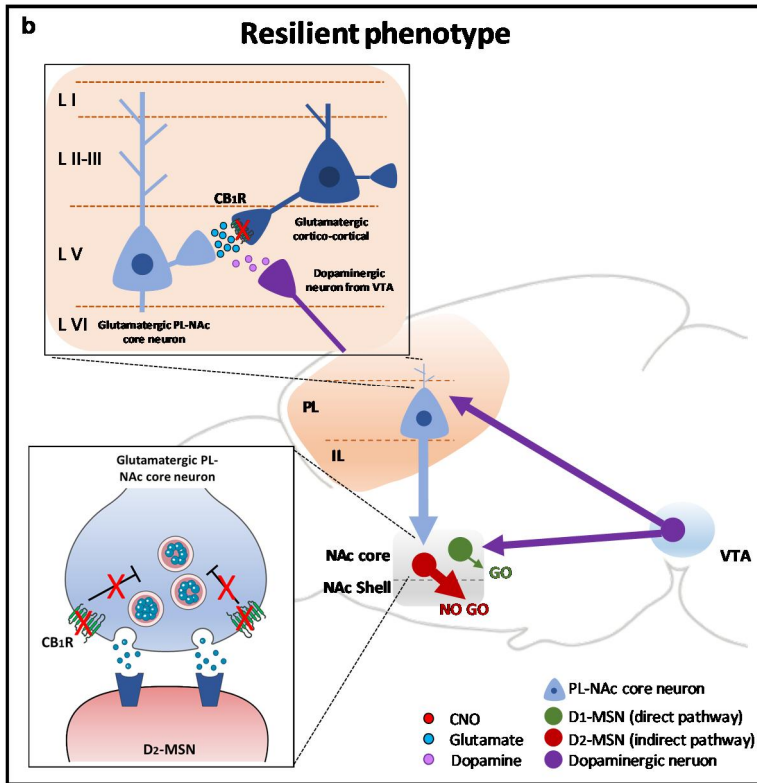 b
Resilient phenotype
L I
L II-III
CB1R
Glutamatergic
cortico-cortical
L V
Dopaminergic
neuron from VTA
L VI
Glutamatergic PL-NAc
core neuron
PL
IL
Glutamatergic PL-
NAc core neuron
CB1R
D2-MSN
NAc core
NAc Shell
GO
NO GO
VTA
CNO
Glutamate
Dopamine
PL-NAc core neuron
D1-MSN (direct pathway)
D2-MSN (indirect pathway)
Dopaminergic neruon